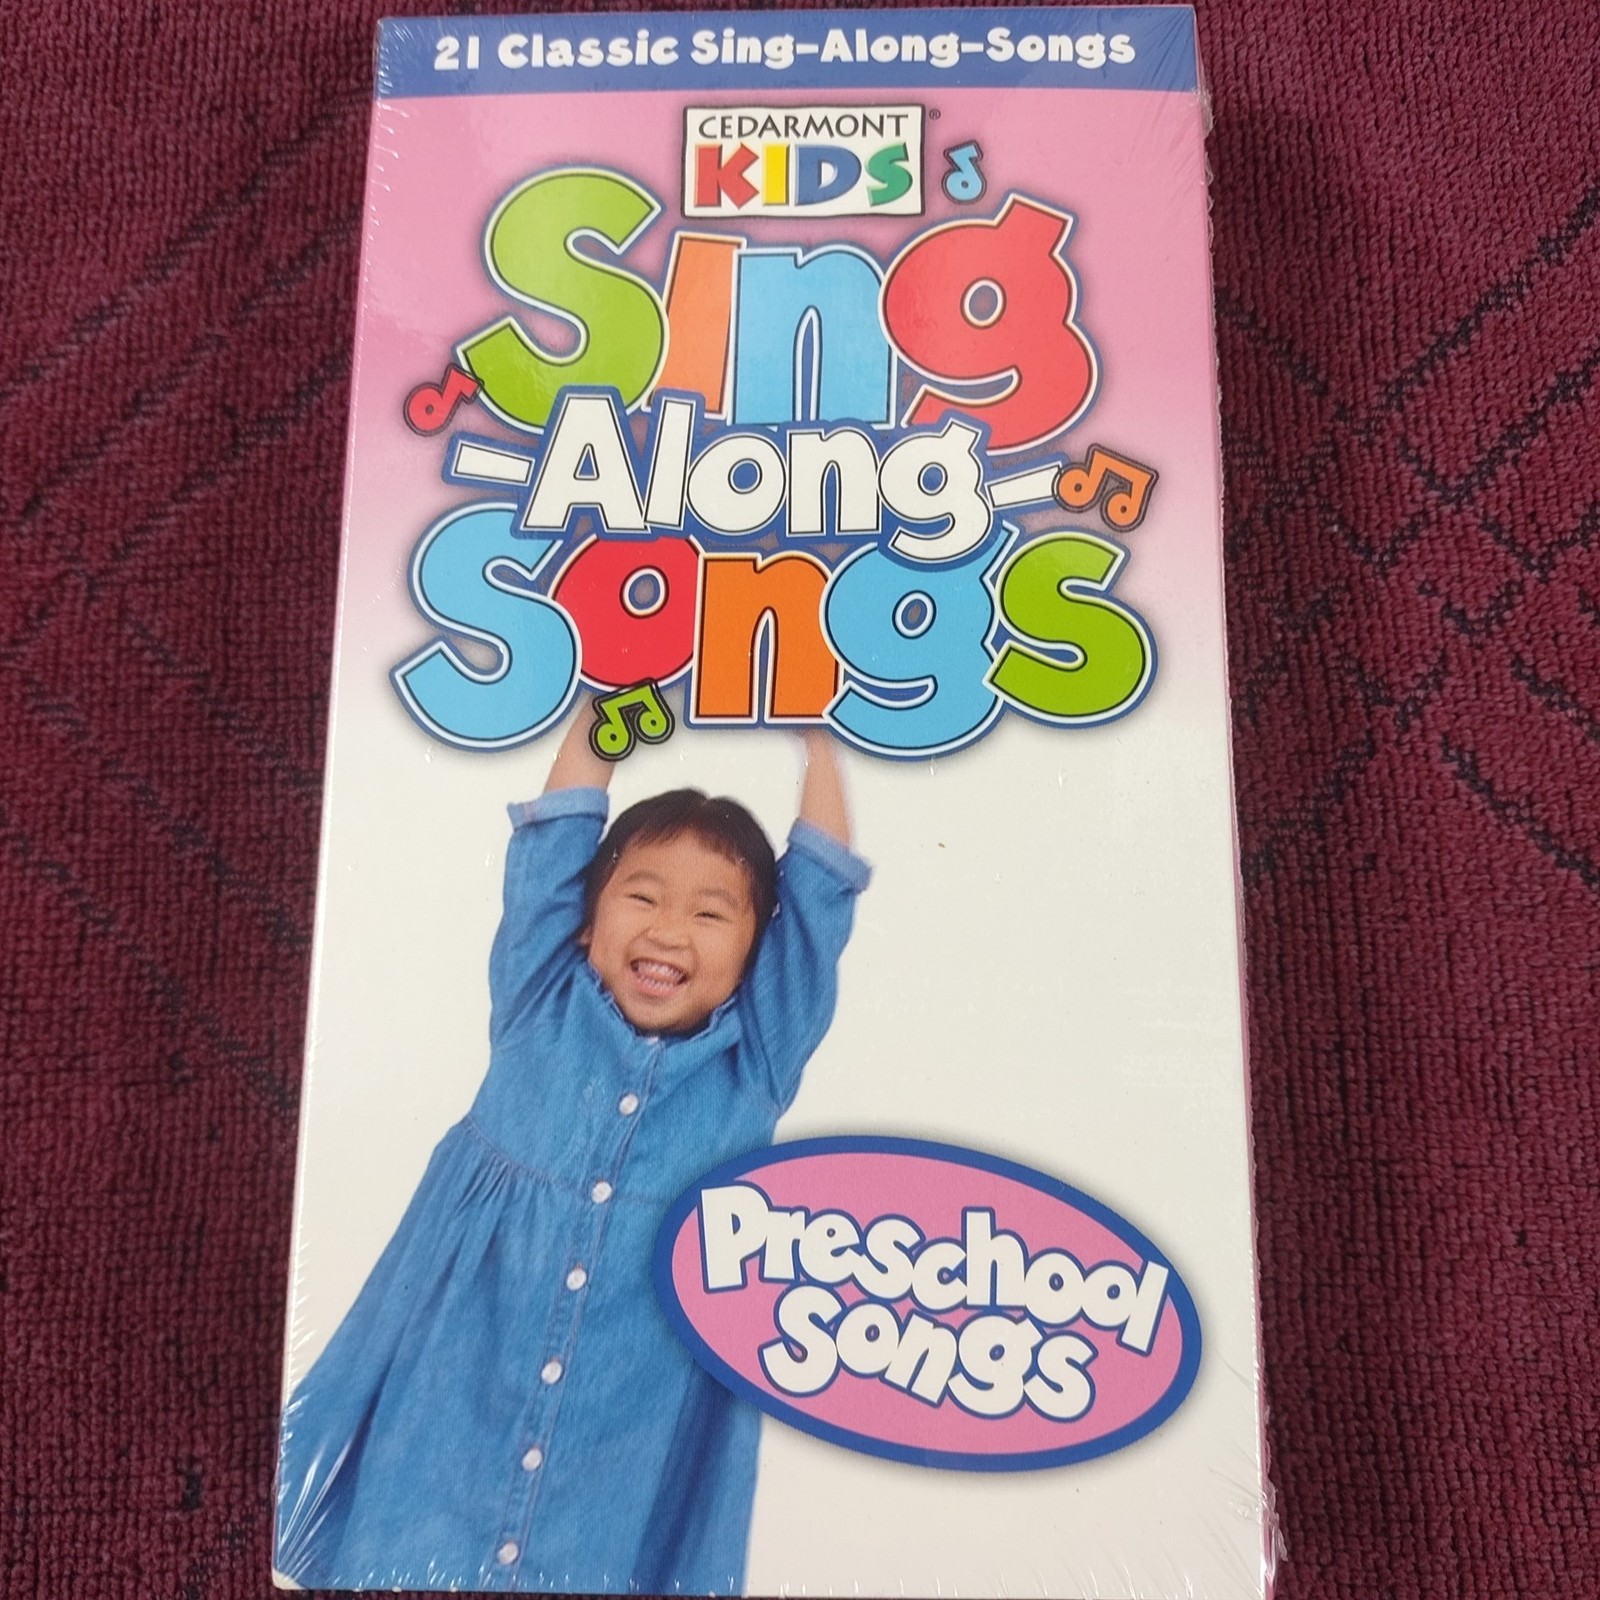 21 Classic Sing-Along-Songs
CEDARMONT®
KIDS
Sing
-Along-
Songs
Preschool
Songs